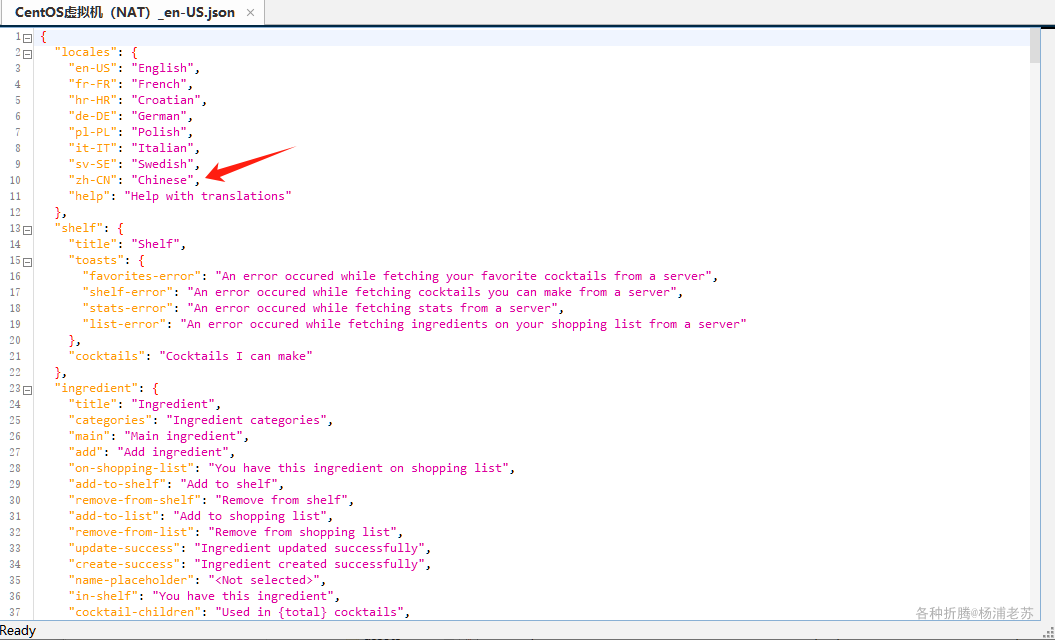 CentOS虚拟机（NAT）_en-US.json ×
1 {
2 "locales": {
3 "en-US": "English",
4 "fr-FR": "French",
5 "hr-HR": "Croatian",
6 "de-DE": "German",
7 "pl-PL": "Polish",
8 "it-IT": "Italian",
9 "sv-SE": "Swedish",
10 "zh-CN": "Chinese",
11 "help": "Help with translations"
12 },
13 "shelf": {
14 "title": "Shelf",
15 "toasts": {
16 "favorites-error": "An error occured while fetching your favorite cocktails from a server",
17 "shelf-error": "An error occured while fetching cocktails you can make from a server",
18 "stats-error": "An error occured while fetching stats from a server",
19 "list-error": "An error occured while fetching ingredients on your shopping list from a server"
20 },
21 "cocktails": "Cocktails I can make"
22 },
23 "ingredient": {
24 "title": "Ingredient",
25 "categories": "Ingredient categories",
26 "main": "Main ingredient",
27 "add": "Add ingredient",
28 "on-shopping-list": "You have this ingredient on shopping list",
29 "add-to-shelf": "Add to shelf",
30 "remove-from-shelf": "Remove from shelf",
31 "add-to-list": "Add to shopping list",
32 "remove-from-list": "Remove from shopping list",
33 "update-success": "Ingredient updated successfully",
34 "create-success": "Ingredient created successfully",
35 "name-placeholder": "<Not selected>",
36 "in-shelf": "You have this ingredient",
37 "cocktail-children": "Used in {total} cocktails",
各种折腾@杨浦老苏
Ready